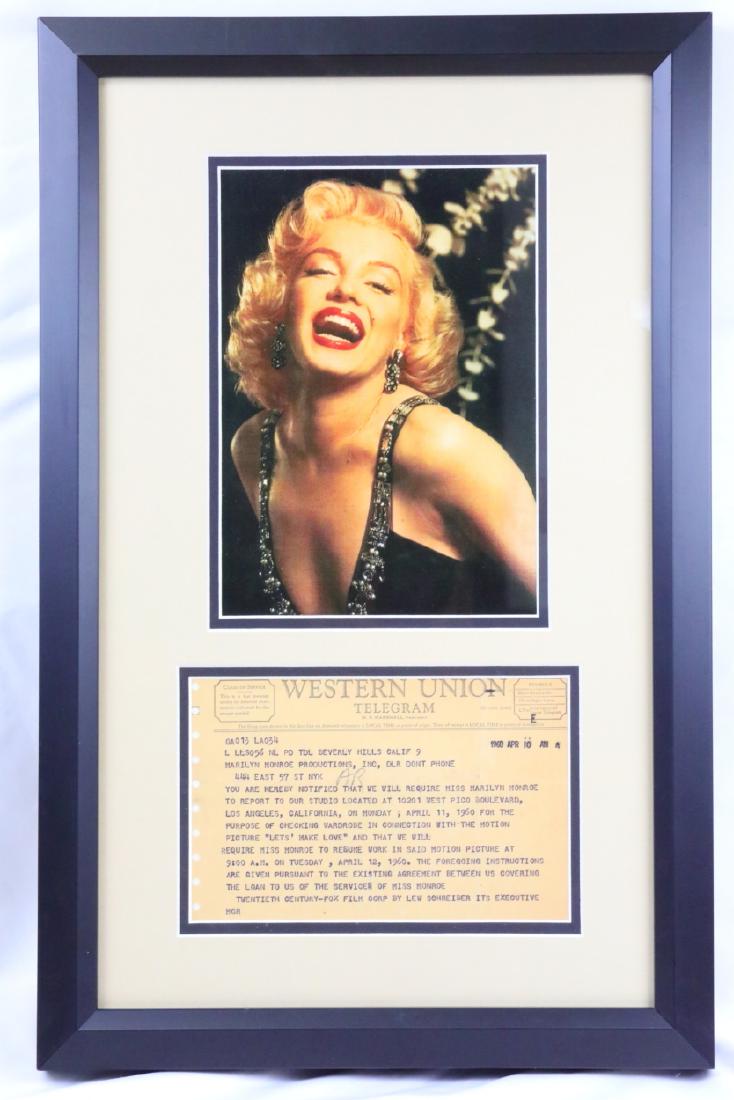 CLASS OF SERVICE
WESTERN UNION
TELEGRAM
W. P. MARSHALL, PRESIDENT
E
OA013 LA034
1960 APR 10 AM
L LLS056 NL PD TDL BEVERLY HILLS CALIF 9
MARILYN MONROE PRODUCTIONS, INC, DLR DONT PHONE
444 EAST 57 ST NYK
YOU ARE HEREBY NOTIFIED THAT WE WILL REQUIRE MISS MARILYN MONROE
TO REPORT TO OUR STUDIO LOCATED AT 10201 WEST PICO BOULEVARD,
LOS ANGELES, CALIFORNIA, ON MONDAY ; APRIL 11, 1960 FOR THE
PURPOSE OF CHECKING WARDROBE IN CONNECTION WITH THE MOTION
PICTURE "LETS' MAKE LOVE" AND THAT WE WILL
REQUIRE MISS MONROE TO RESUME WORK IN SAID MOTION PICTURE AT
9:00 A.M. ON TUESDAY , APRIL 12, 1960. THE FOREGOING INSTRUCTIONS
ARE GIVEN PURSUANT TO THE EXISTING AGREEMENT BETWEEN US COVERING
THE LOAN TO US OF THE SERVICES OF MISS MONROE
TWENTIETH CENTURY-FOX FILM CORP BY LEW SCHREIBER ITS EXECUTIVE
MGR